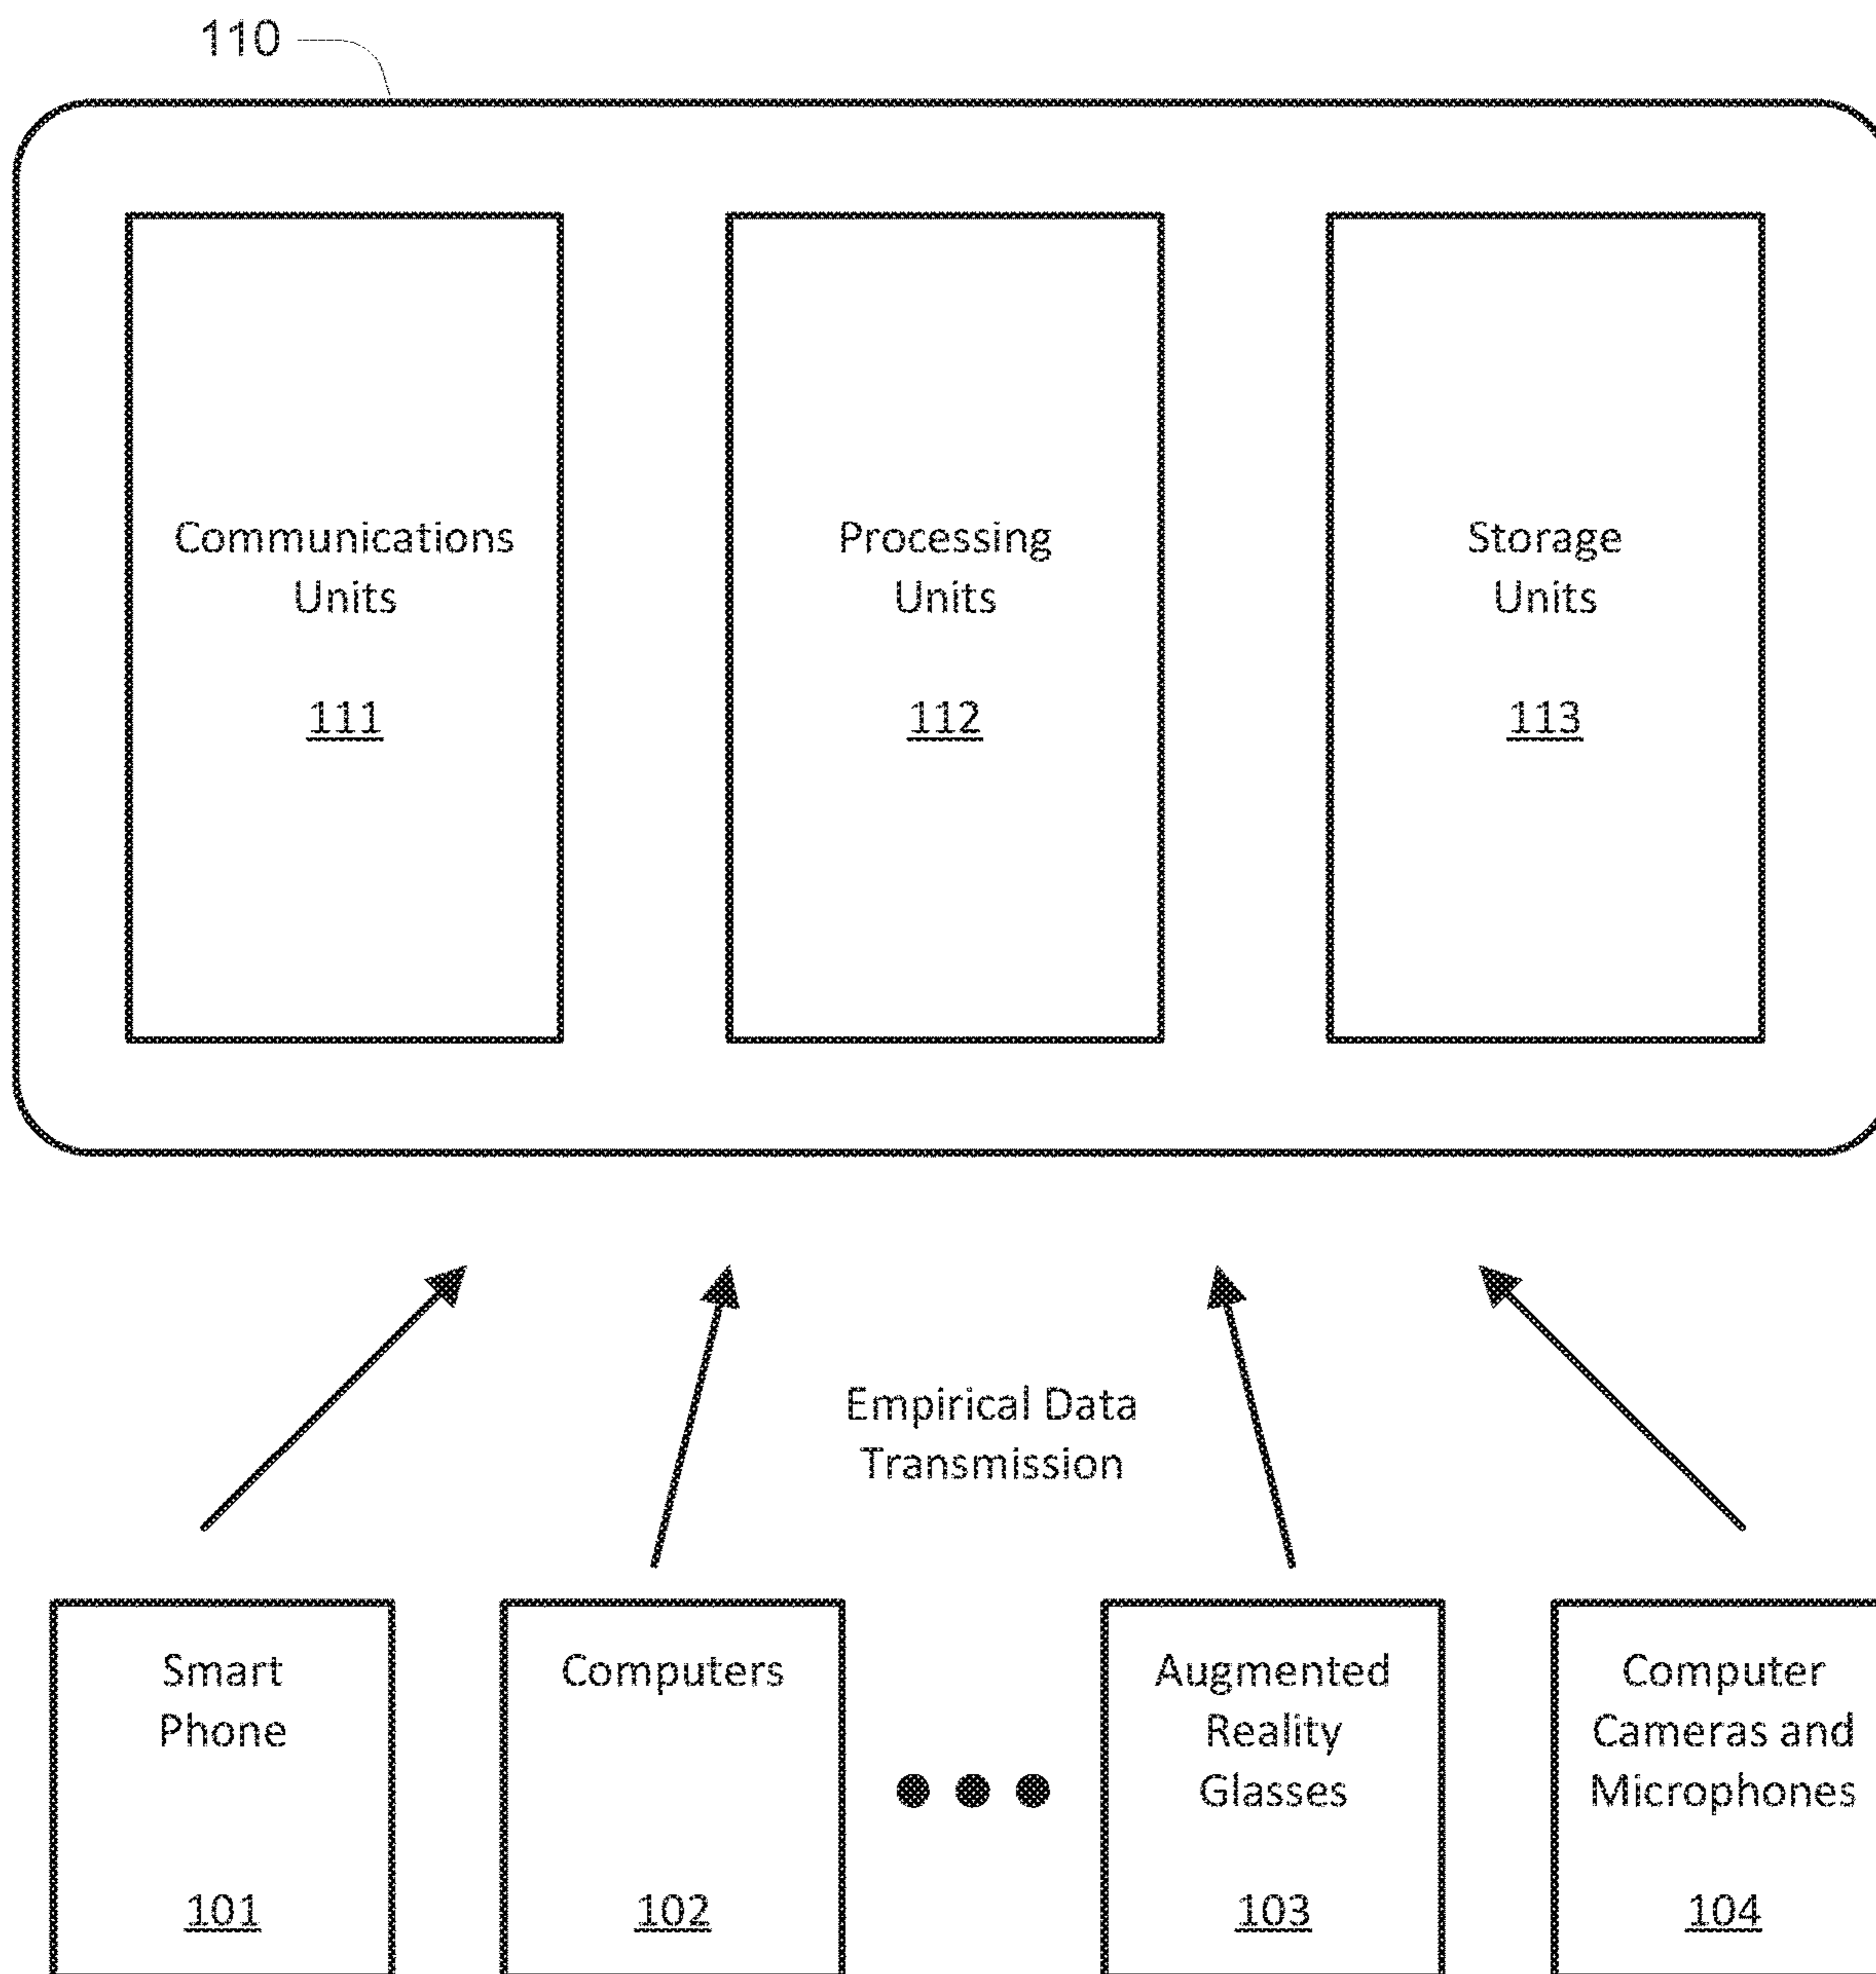 110
Communications
Units
111
Processing
Units
112
Storage
Units
113
Empirical Data
Transmission
Smart
Phone
101
Computers
102
Augmented
Reality
Glasses
103
Computer
Cameras and
Microphones
104